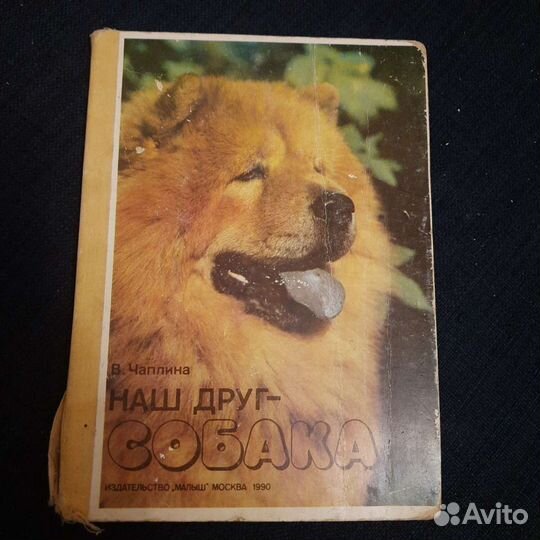 В. Чаплина
НАШ ДРУГ-
СОБАКА
ИЗДАТЕЛЬСТВО „МАЛЫШ" МОСКВА 1990
Avito